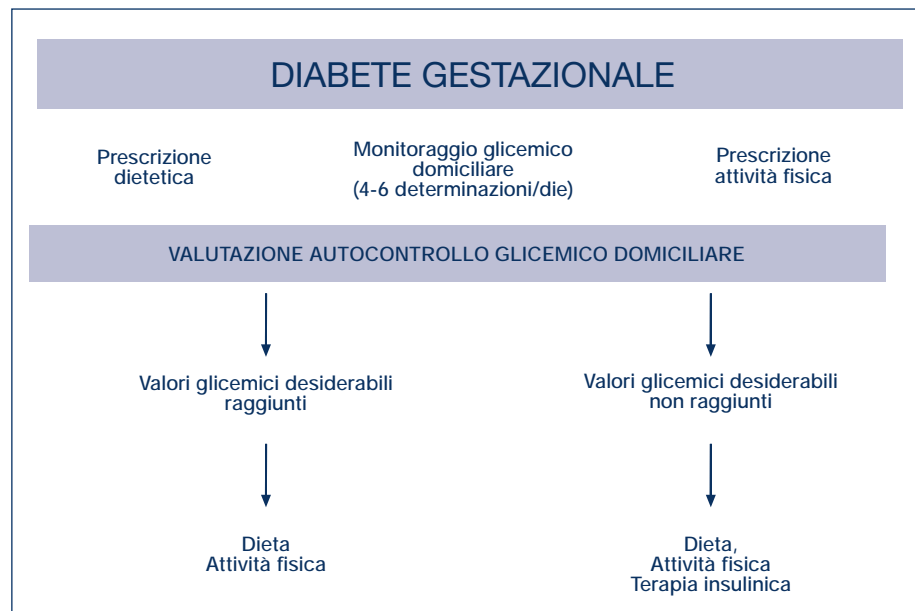 DIABETE GESTAZIONALE
Prescrizione
dietetica
Monitoraggio glicemico
domiciliare
(4-6 determinazioni/die)
Prescrizione
attività fisica
VALUTAZIONE AUTOCONTROLLO GLICEMICO DOMICILIARE
Valori glicemici desiderabili
raggiunti
Valori glicemici desiderabili
non raggiunti
Dieta
Attività fisica
Dieta,
Attività fisica
Terapia insulinica